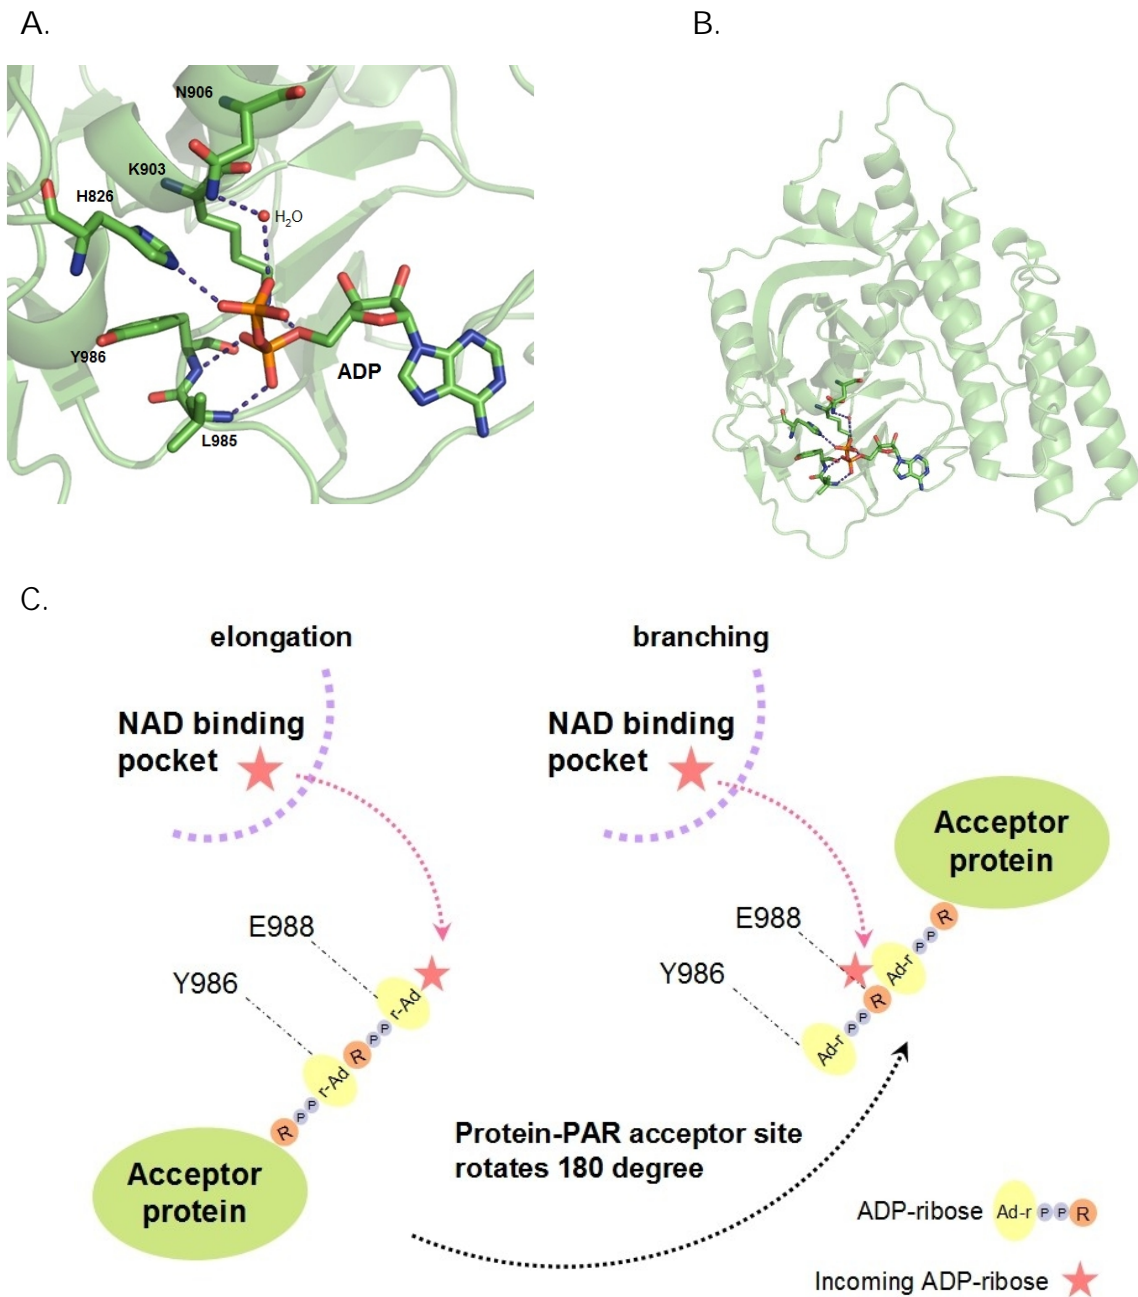 A.
B.
N906
K903
H826
H₂O
Y986
ADP
L985
C.
elongation
branching
NAD binding
pocket
NAD binding
pocket
Acceptor
protein
E988
Y986
r-Ad
P
P
R
r-Ad
P
P
R
Acceptor
protein
E988
Y986
R
P
P
Ad-r
R
P
P
Ad-r
Protein-PAR acceptor site
rotates 180 degree
ADP-ribose Ad-r P P R
Incoming ADP-ribose